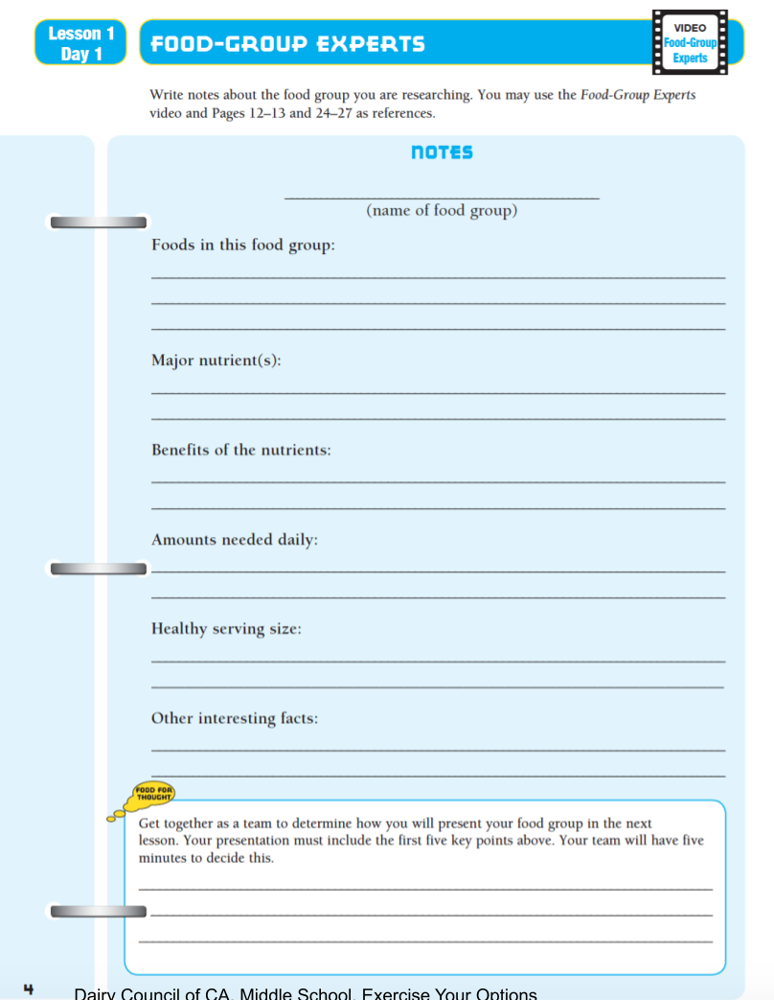 Lesson 1
Day 1
FOOD-GROUP EXPERTS
VIDEO
Food-Group
Experts
Write notes about the food group you are researching. You may use the Food-Group Experts
video and Pages 12–13 and 24–27 as references.
NOTES
(name of food group)
Foods in this food group:
Major nutrient(s):
Benefits of the nutrients:
Amounts needed daily:
Healthy serving size:
Other interesting facts:
FOOD FOR
THOUGHT
Get together as a team to determine how you will present your food group in the next
lesson. Your presentation must include the first five key points above. Your team will have five
minutes to decide this.
4
Dairy Council of CA, Middle School, Exercise Your Options